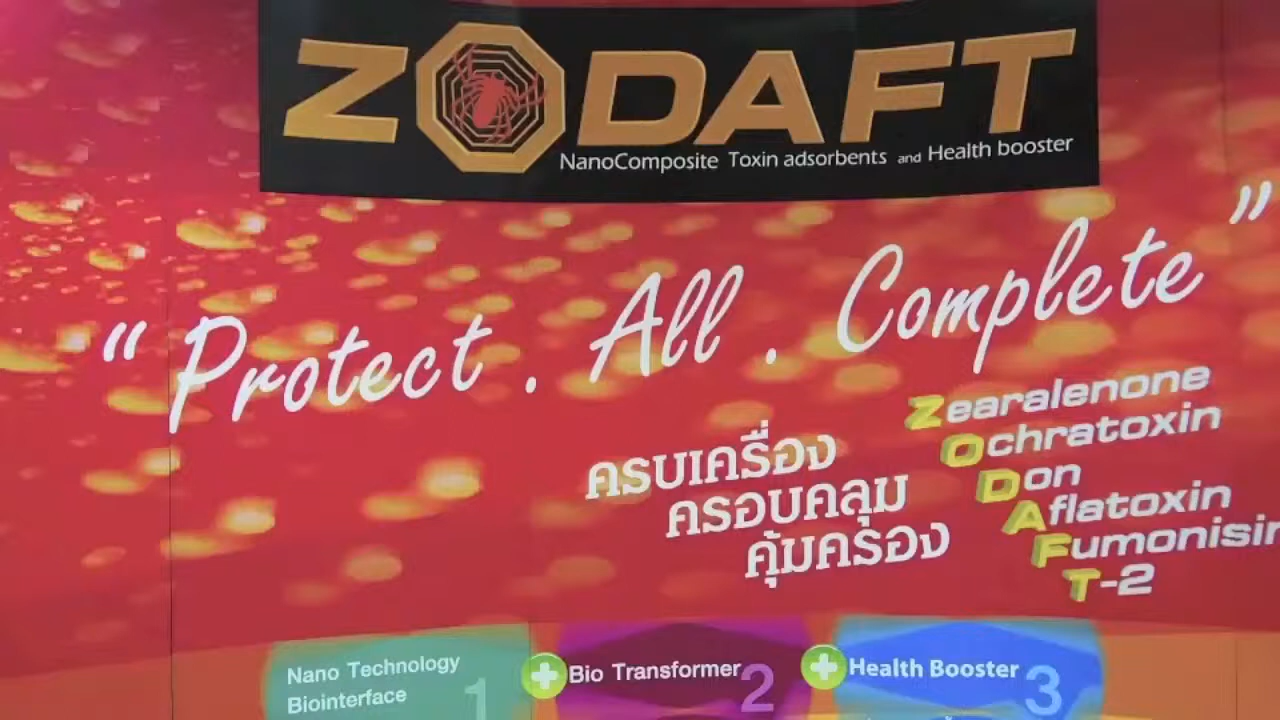 ZODAFT
NanoComposite Toxin adsorbents and Health booster
“Protect . All . Complete”
ครบเครื่อง
ครอบคลุม
คุ้มครอง
Zearalenone
Ochratoxin
Don
Aflatoxin
Fumonisin
T-2
Nano Technology
Biointerface
1
Bio Transformer
2
Health Booster
3